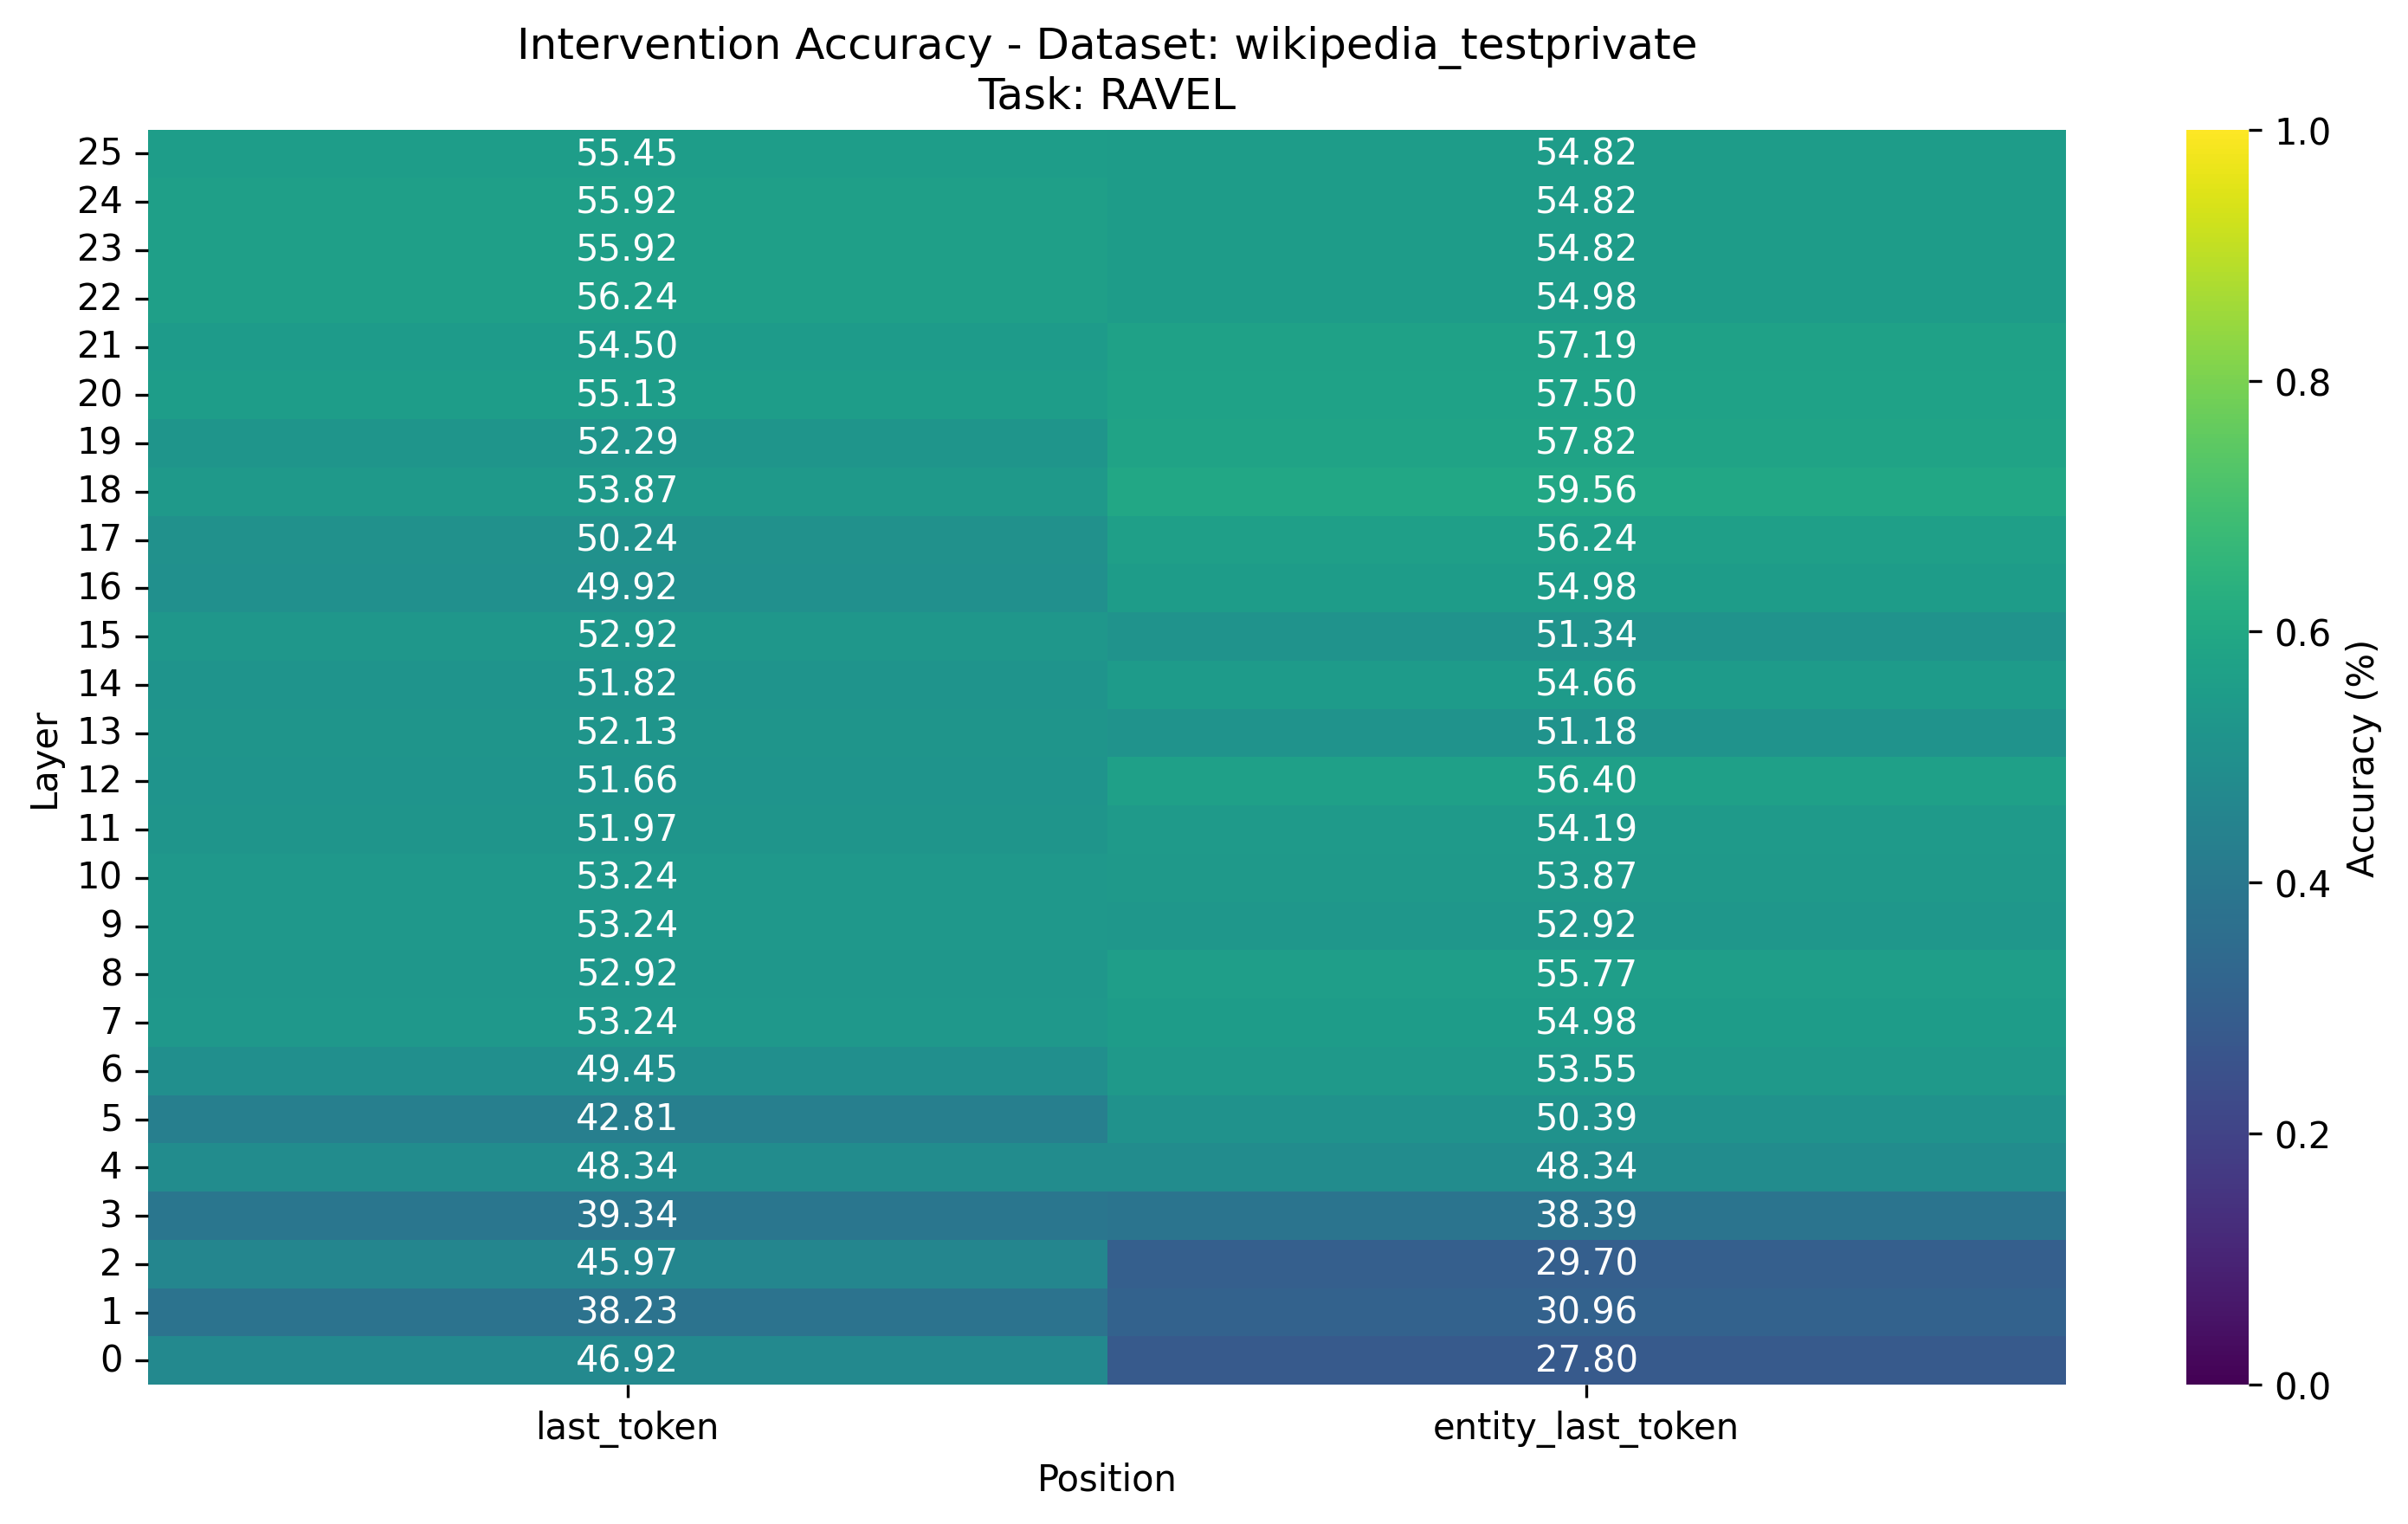 Intervention Accuracy - Dataset: wikipedia_testprivate
Task: RAVEL
25 55.45 54.82
24 55.92 54.82
23 55.92 54.82
22 56.24 54.98
21 54.50 57.19
20 55.13 57.50
19 52.29 57.82
18 53.87 59.56
17 50.24 56.24
16 49.92 54.98
15 52.92 51.34
14 51.82 54.66
13 52.13 51.18
12 51.66 56.40
11 51.97 54.19
10 53.24 53.87
9 53.24 52.92
8 52.92 55.77
7 53.24 54.98
6 49.45 53.55
5 42.81 50.39
4 48.34 48.34
3 39.34 38.39
2 45.97 29.70
1 38.23 30.96
0 46.92 27.80
last_token entity_last_token
Position
Layer
1.0
0.8
0.6
0.4
0.2
0.0
Accuracy (%)